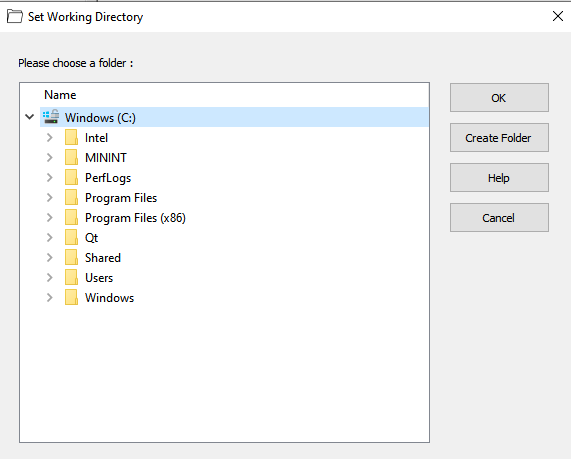 Set Working Directory
Please choose a folder :
Name
Windows (C:)
Intel
MININT
PerfLogs
Program Files
Program Files (x86)
Qt
Shared
Users
Windows
OK
Create Folder
Help
Cancel